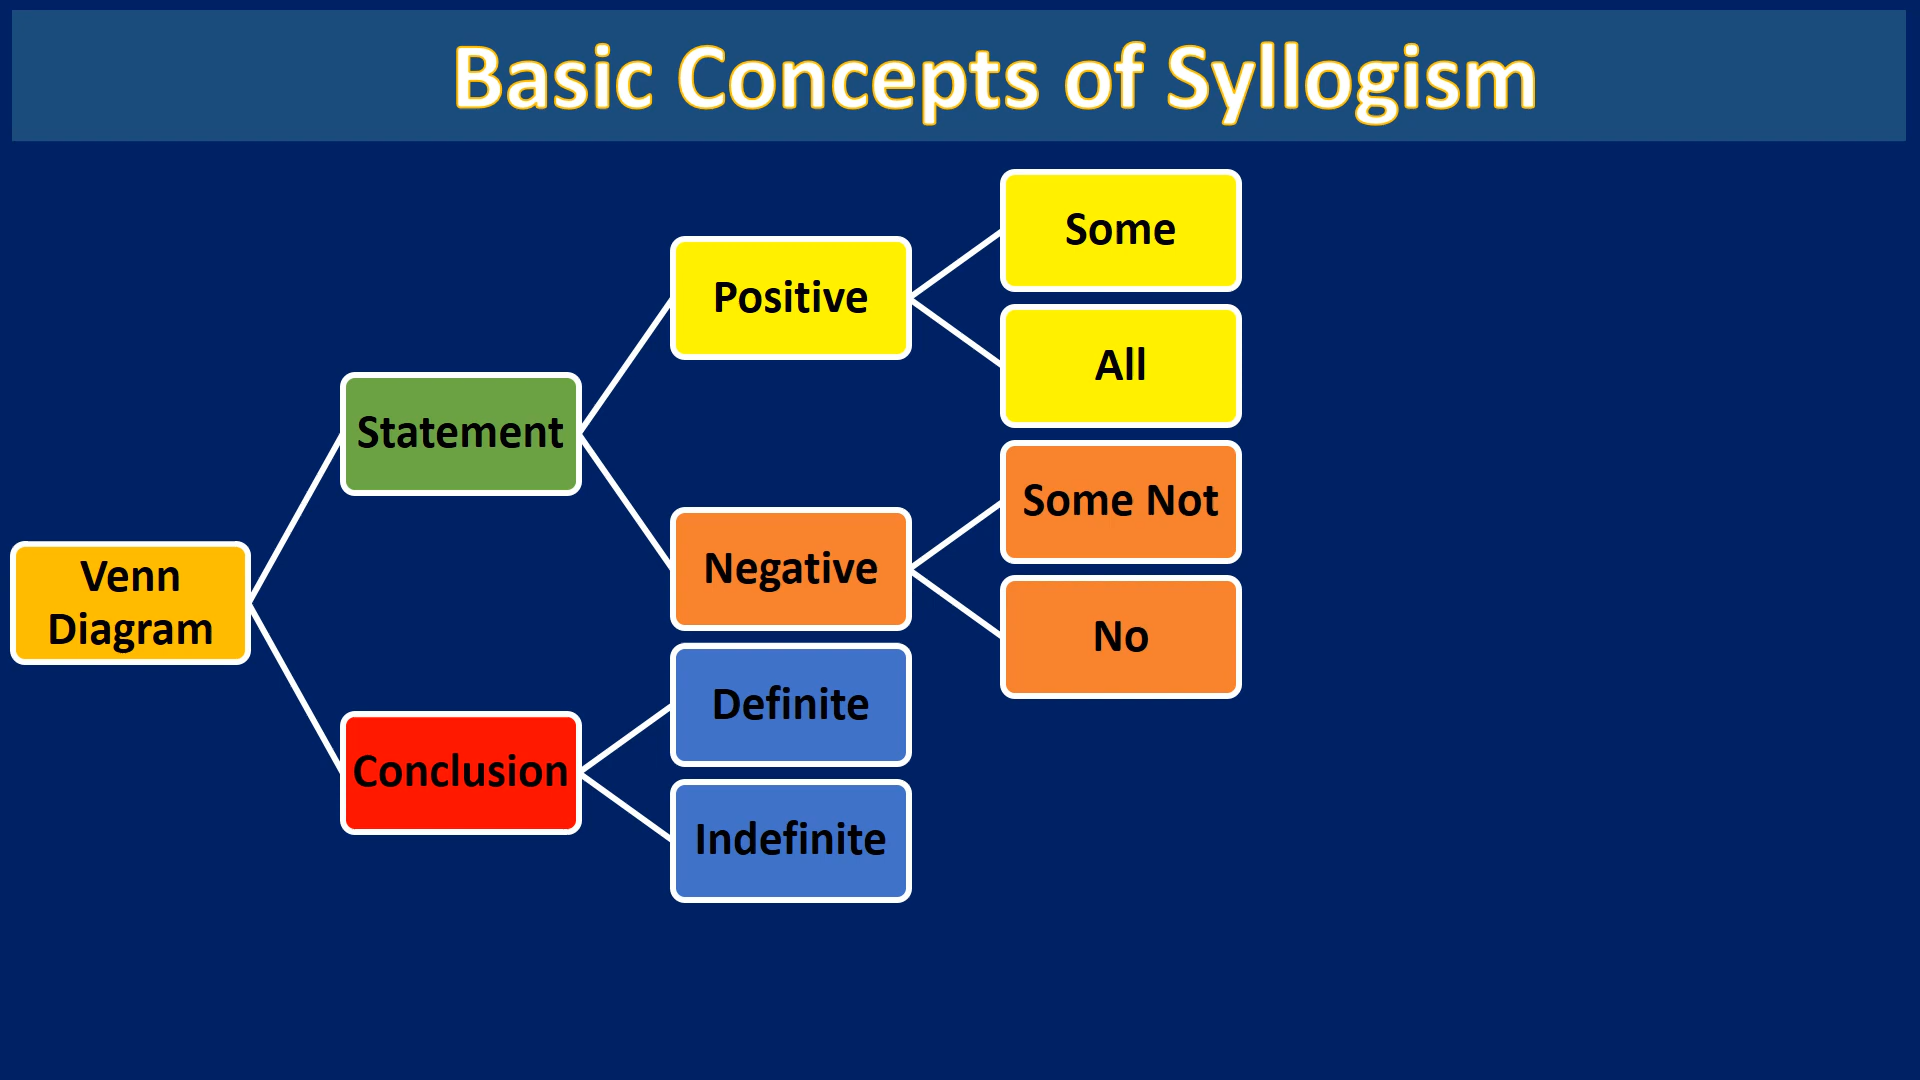 Basic Concepts of Syllogism
Some
Positive
All
Statement
Some Not
Negative
No
Venn
Diagram
Definite
Conclusion
Indefinite